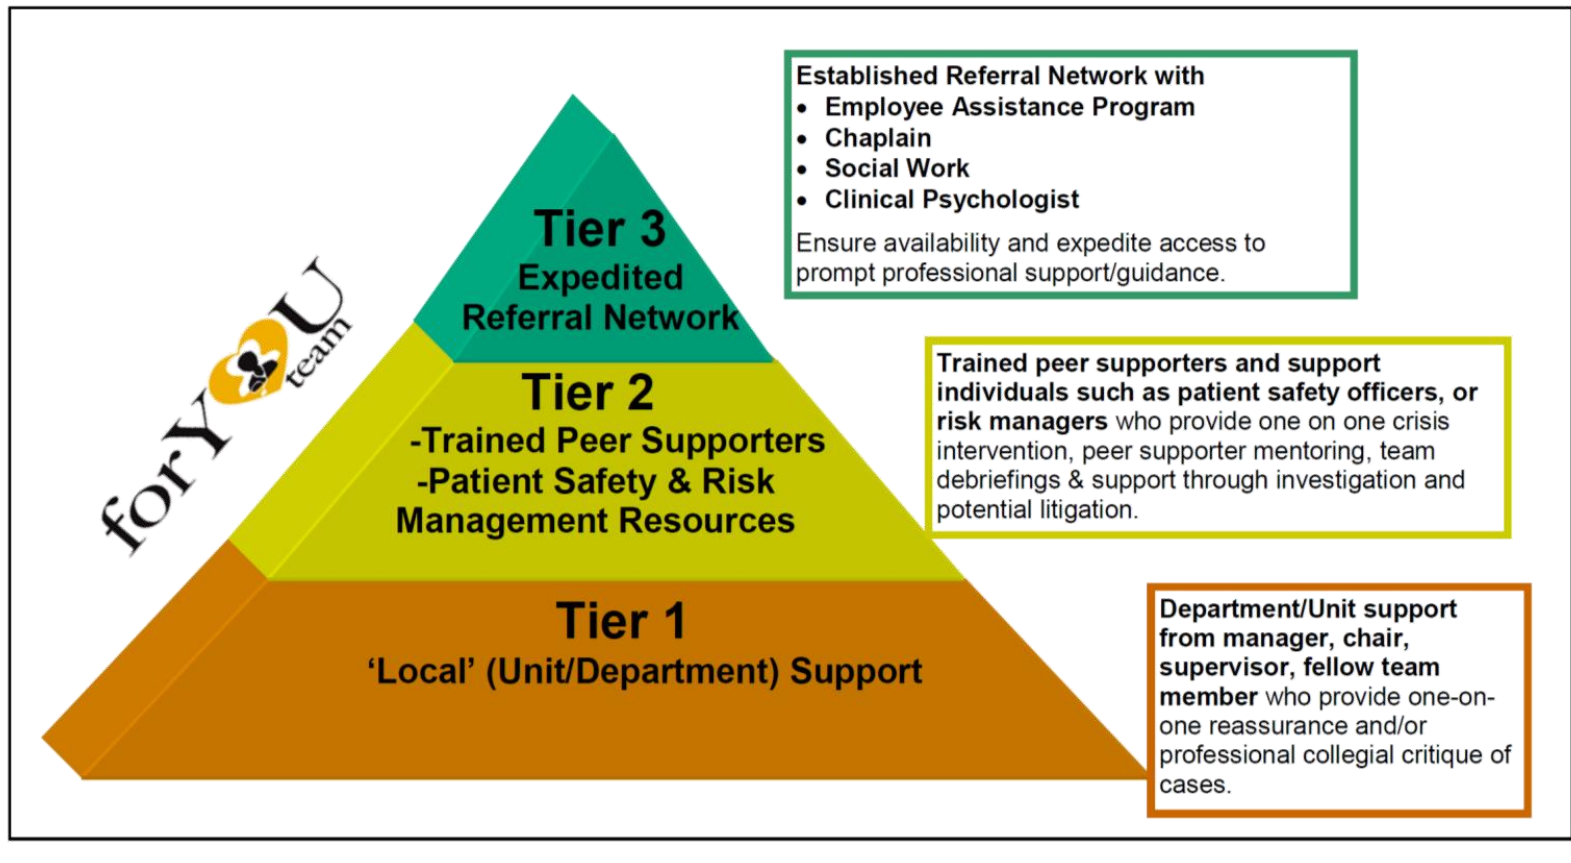 forYOU
team
Tier 3
Expedited
Referral Network
Tier 2
-Trained Peer Supporters
-Patient Safety & Risk
Management Resources
Tier 1
‘Local’ (Unit/Department) Support
Established Referral Network with
• Employee Assistance Program
• Chaplain
• Social Work
• Clinical Psychologist
Ensure availability and expedite access to
prompt professional support/guidance.
Trained peer supporters and support
individuals such as patient safety officers, or
risk managers who provide one on one crisis
intervention, peer supporter mentoring, team
debriefings & support through investigation and
potential litigation.
Department/Unit support
from manager, chair,
supervisor, fellow team
member who provide one-on-
one reassurance and/or
professional collegial critique of
cases.